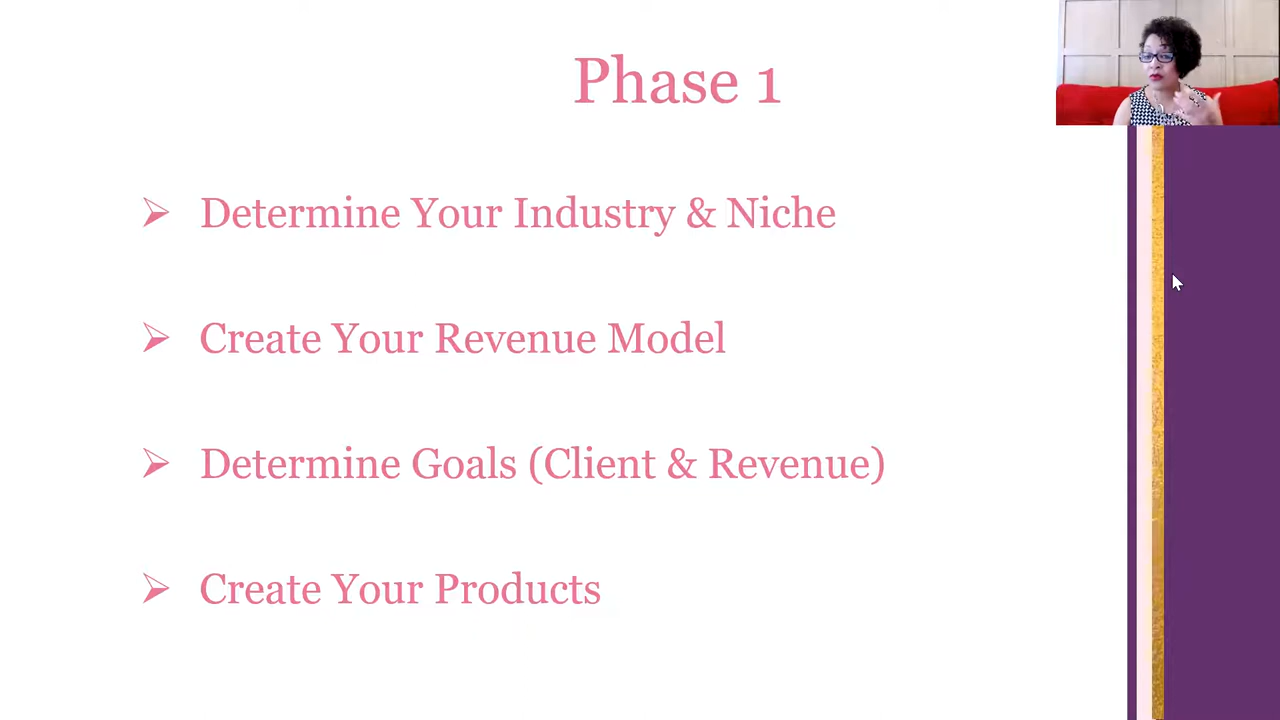 Phase 1
Determine Your Industry & Niche
Create Your Revenue Model
Determine Goals (Client & Revenue)
Create Your Products